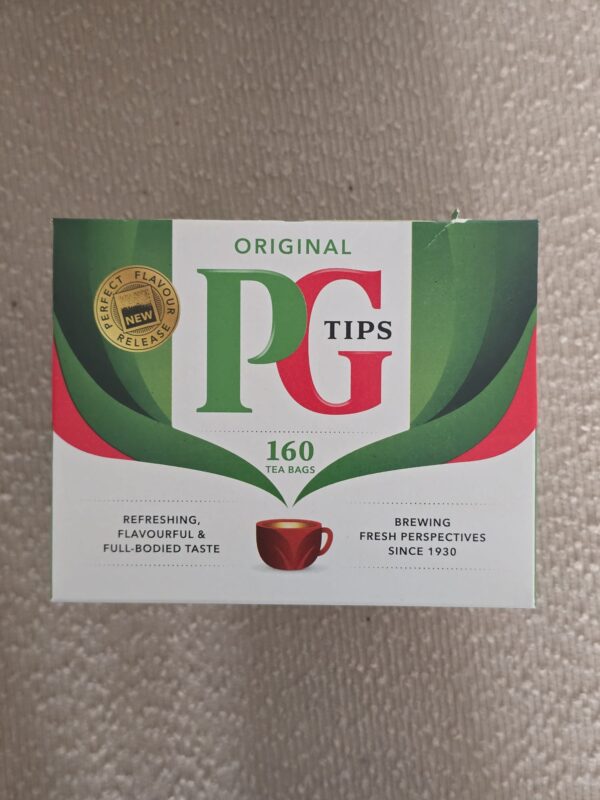 ORIGINAL
PG TIPS
PERFECT FLAVOUR RELEASE
NEW
160
TEA BAGS
REFRESHING,
FLAVOURFUL &
FULL-BODIED TASTE
BREWING
FRESH PERSPECTIVES
SINCE 1930